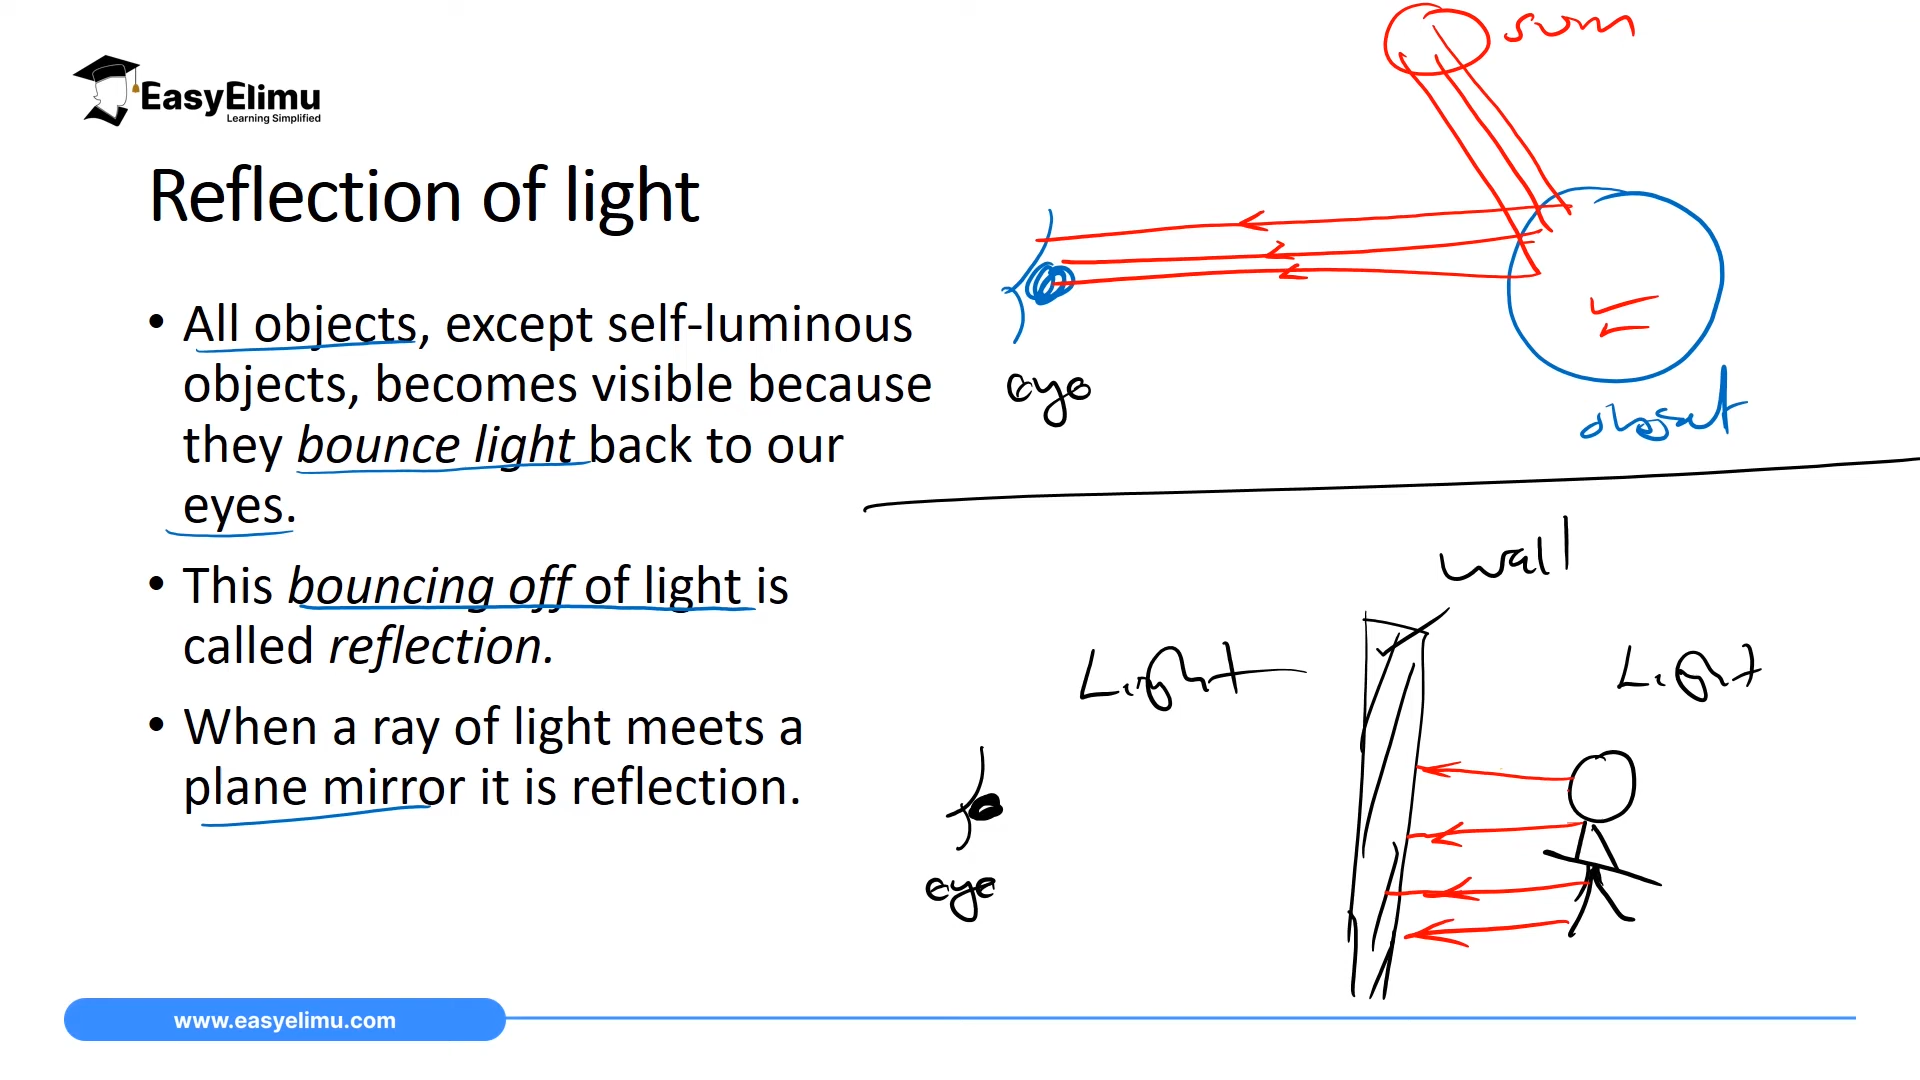 EasyElimu
Learning Simplified
Reflection of light
• All objects, except self-luminous
objects, becomes visible because
they bounce light back to our
eyes.
• This bouncing off of light is
called reflection.
• When a ray of light meets a
plane mirror it is reflection.
sum
eye
wall
Light
Light
eye
www.easyelimu.com